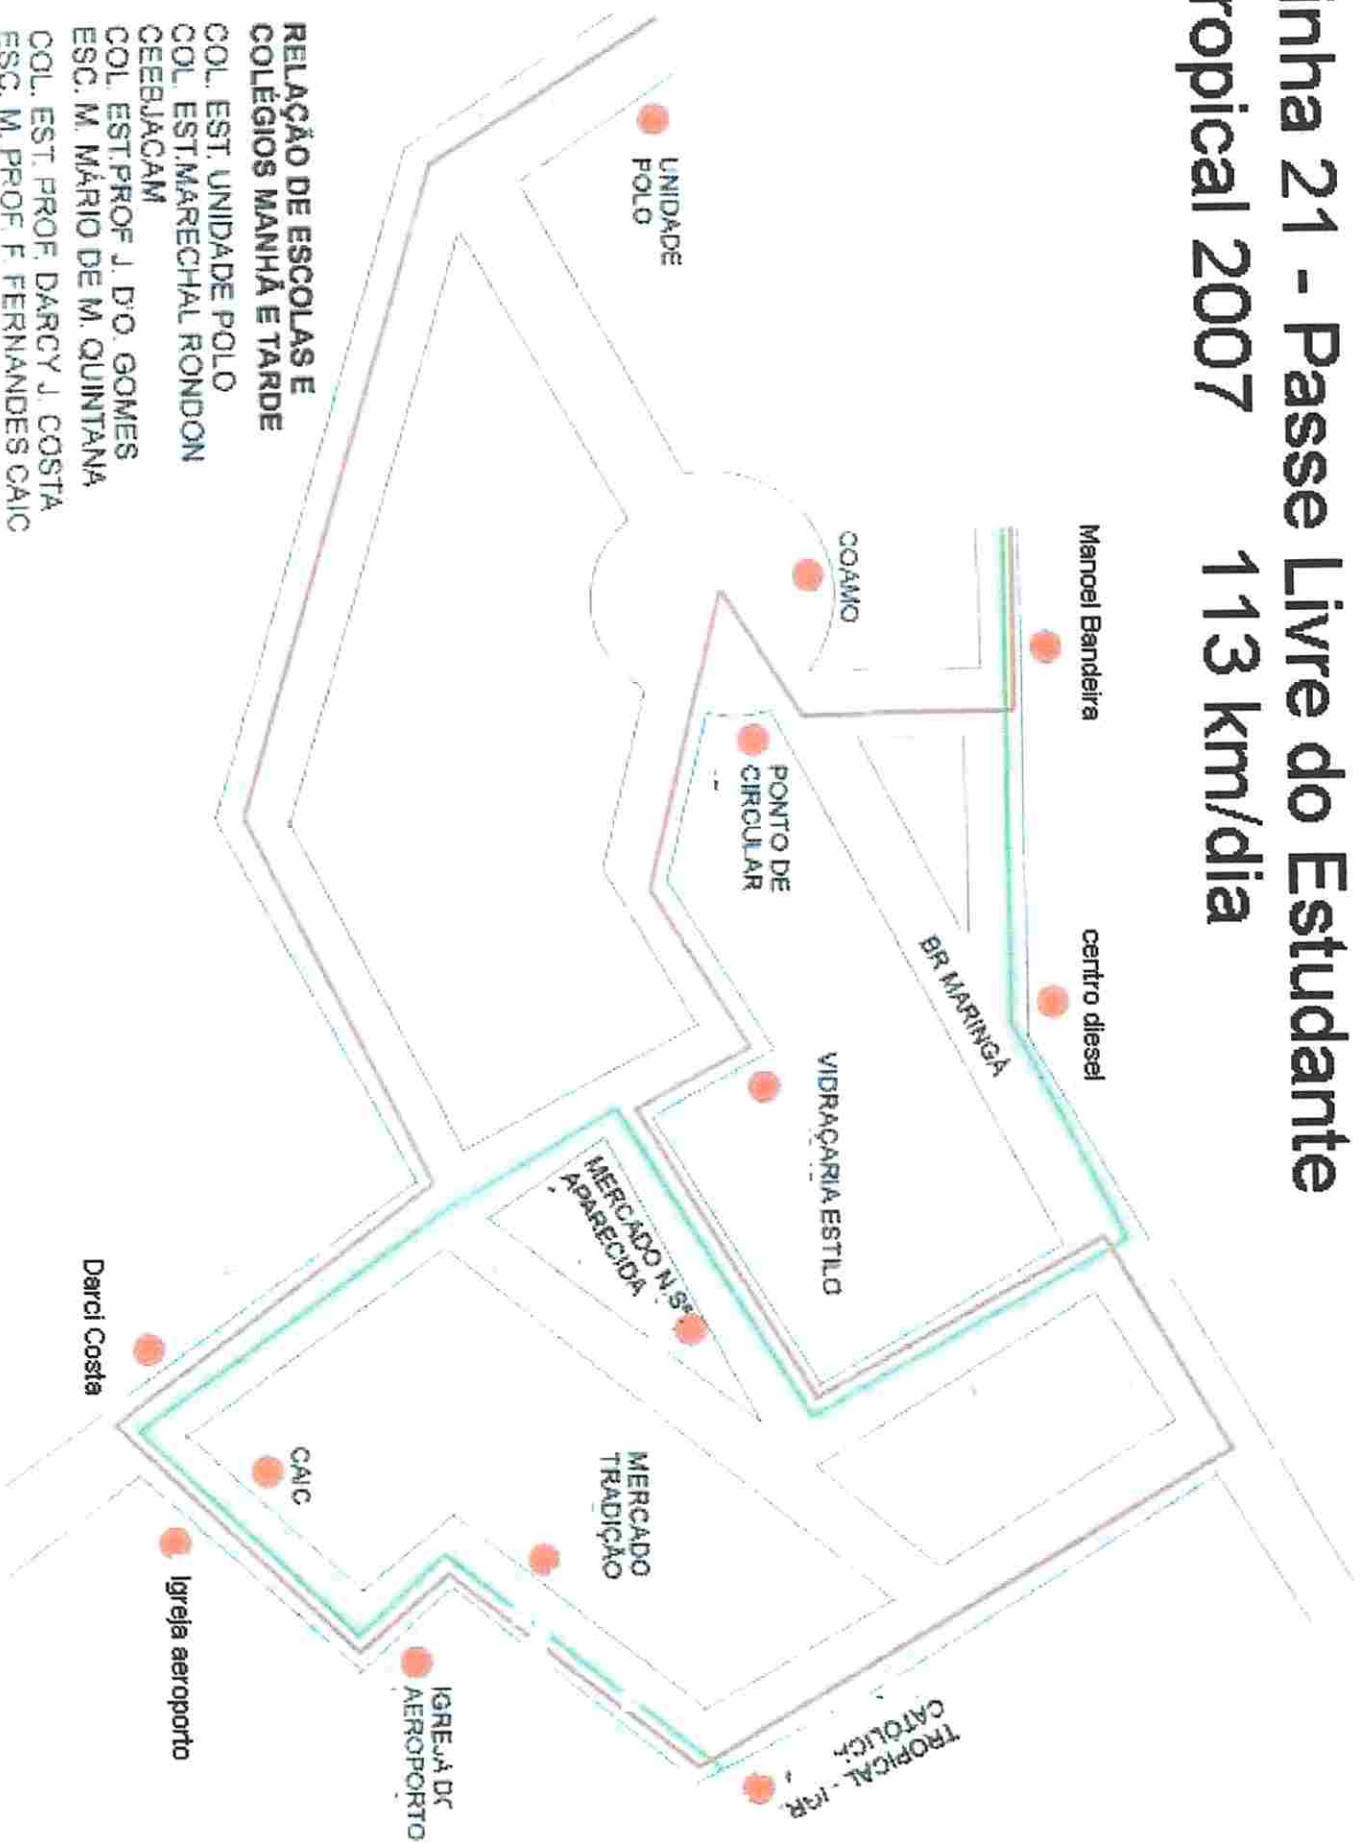 inha 21 - Passe Livre do Estudante
ropical 2007 113 km/dia
Manoel Bandeira
centro diesel
UNIDADE
POLO
COAMO
PONTO DE
CIRCULAR
BR MARINGÁ
VIDRAÇARIA ESTILO
MERCADO N.Sª
APARECIDA
MERCADO
TRADIÇÃO
TROPICAL - IGR.
CATÓLICA
IGREJA DO
AEROPORTO
CAIC
Igreja aeroporto
Darci Costa
RELAÇÃO DE ESCOLAS E
COLÉGIOS MANHÃ E TARDE
COL. EST. UNIDADE POLO
COL. EST.MARECHAL RONDON
CEEBJACAM
COL. EST.PROF J. D'O. GOMES
ESC. M. MÁRIO DE M. QUINTANA
COL. EST. PROF. DARCY J. COSTA
ESC. M. PROF. F. FERNANDES CAIC